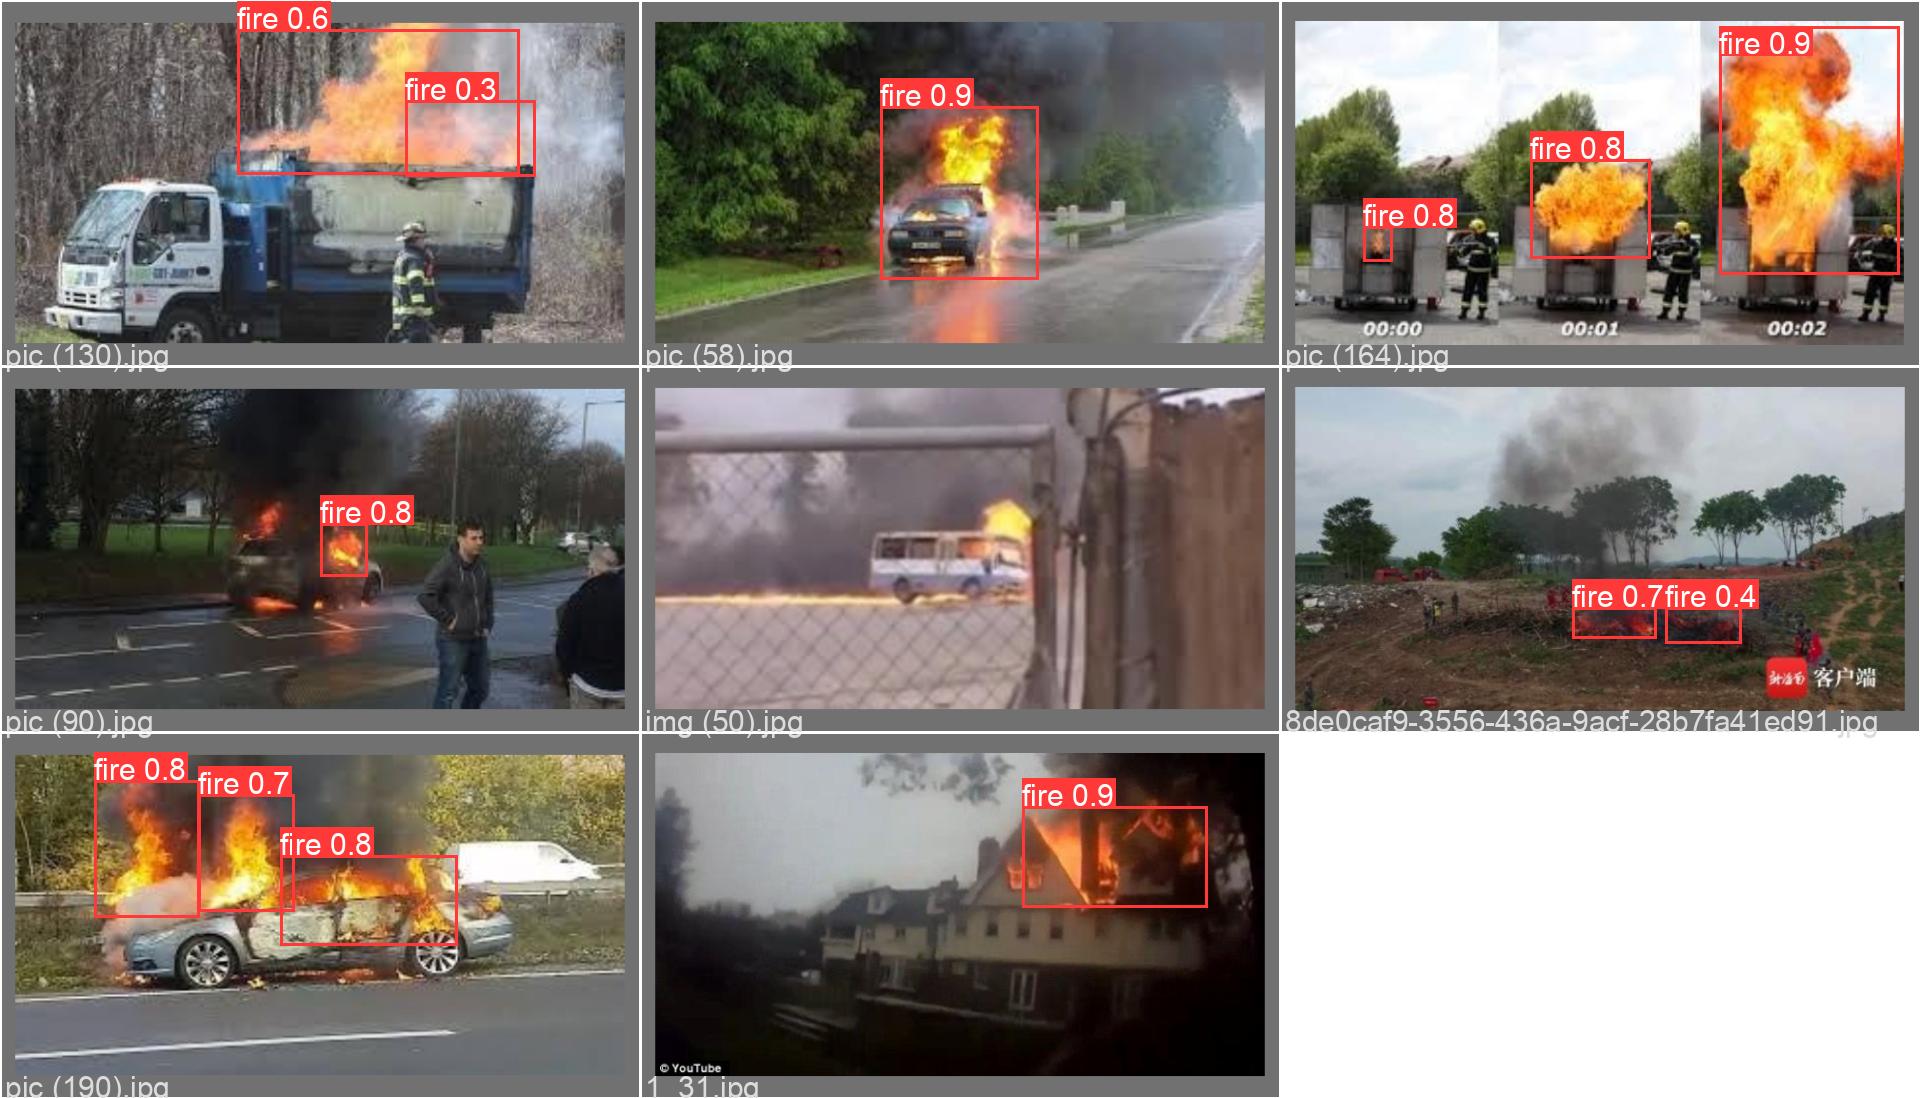 fire 0.6
fire 0.3
GOT-JUNK?
pic (130).jpg
fire 0.9
pic (58).jpg
fire 0.9
fire 0.8
fire 0.8
00:00
00:01
00:02
pic (164).jpg
fire 0.8
pic (90).jpg
img (50).jpg
fire 0.7
fire 0.4
客户端
8de0caf9-3556-436a-9acf-28b7fa41ed91.jpg
fire 0.8
fire 0.7
fire 0.8
pic (190).jpg
fire 0.9
© YouTube
1_31.jpg